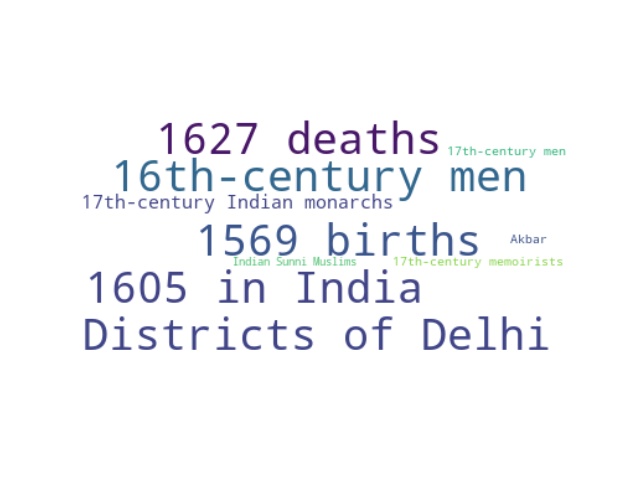 1627 deaths
17th-century men
16th-century men
17th-century Indian monarchs
1569 births
Akbar
Indian Sunni Muslims
17th-century memoirists
1605 in India
Districts of Delhi